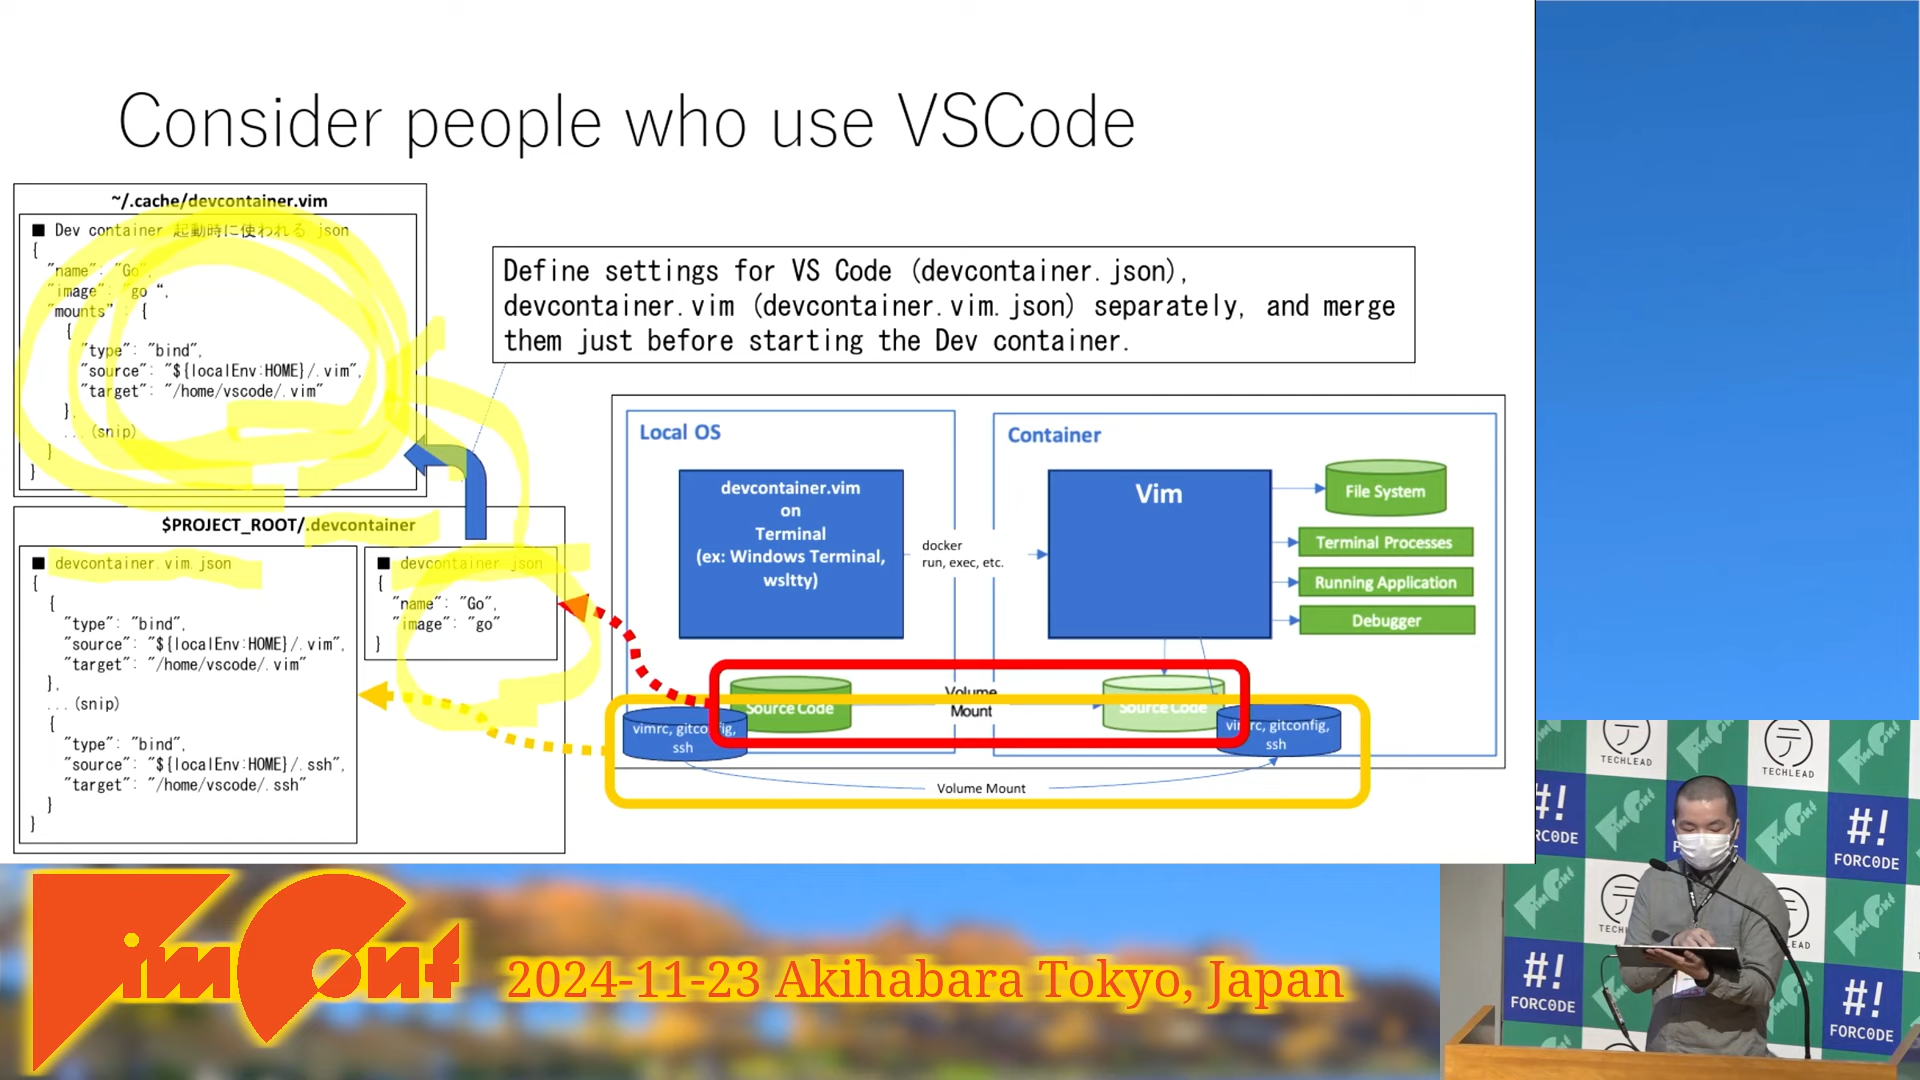 Consider people who use VSCode
~/.cache/devcontainer.vim
■ Dev container 起動時に使われる json
{
"name": "Go",
"image": "go “,
"mounts" : {
{
"type": "bind",
"source": "${localEnv:HOME}/.vim",
"target": "/home/vscode/.vim"
},
...(snip)
}
}
Define settings for VS Code (devcontainer.json),
devcontainer.vim (devcontainer.vim.json) separately, and merge
them just before starting the Dev container.
$PROJECT_ROOT/.devcontainer
■ devcontainer.vim.json
{
{
"type": "bind",
"source": "${localEnv:HOME}/.vim",
"target": "/home/vscode/.vim"
},
...(snip)
{
"type": "bind",
"source": "${localEnv:HOME}/.ssh",
"target": "/home/vscode/.ssh"
}
}
■ devcontainer json
{
"name": "Go",
"image": "go"
}
Local OS
devcontainer.vim
on
Terminal
(ex: Windows Terminal,
wsltty)
docker
run, exec, etc.
Container
Vim
File System
Terminal Processes
Running Application
Debugger
Source Code
Volume
Mount
Source Code
vimrc, gitconfig,
ssh
vimrc, gitconfig,
ssh
Volume Mount
VimConf
2024-11-23 Akihabara Tokyo, Japan
テ
TECHLEAD
テ
TECHLEAD
#!
FORC0DE
#!
FORC0DE
#!
FORC0DE
#!
FORC0DE